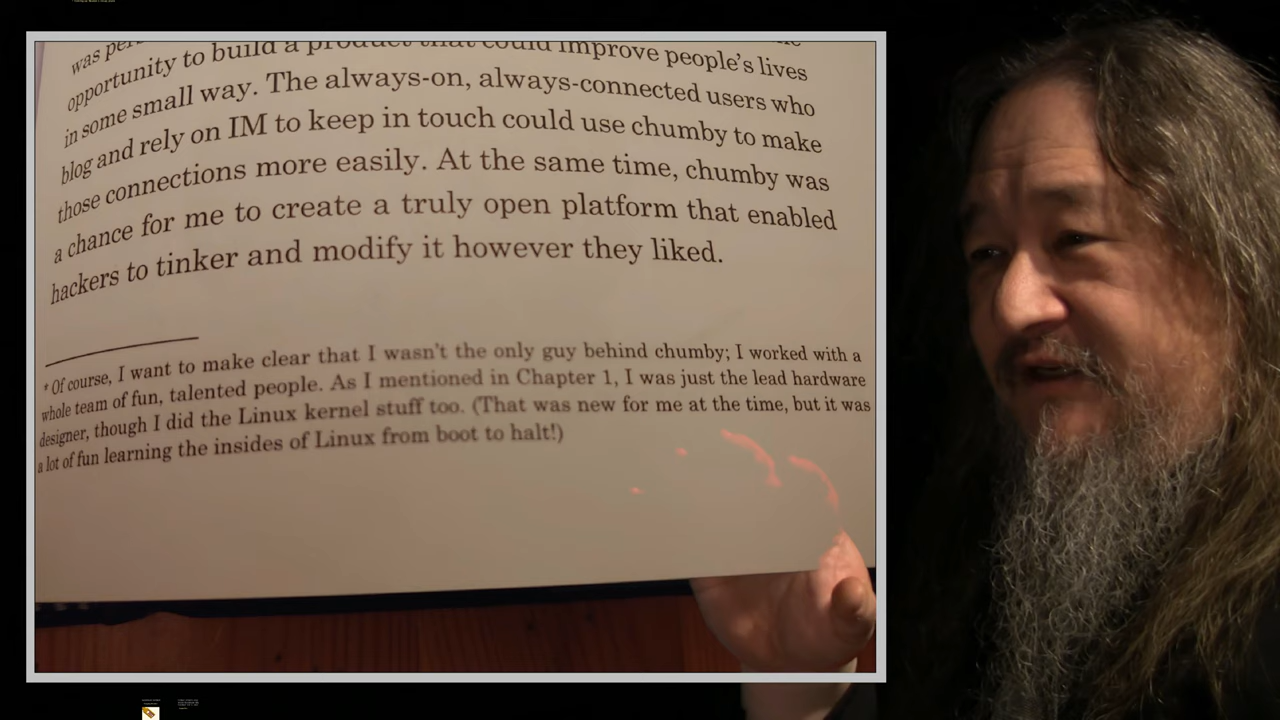 was
opportunity to build a product that could improve people's lives
in some small way. The always-on, always-connected users who
blog and rely on IM to keep in touch could use chumby to make
those connections more easily. At the same time, chumby was
a chance for me to create a truly open platform that enabled
hackers to tinker and modify it however they liked.
*Of course, I want to make clear that I wasn't the only guy behind chumby; I worked with a
whole team of fun, talented people. As I mentioned in Chapter 1, I was just the lead hardware
designer, though I did the Linux kernel stuff too. (That was new for me at the time, but it was
a lot of fun learning the insides of Linux from boot to halt!)